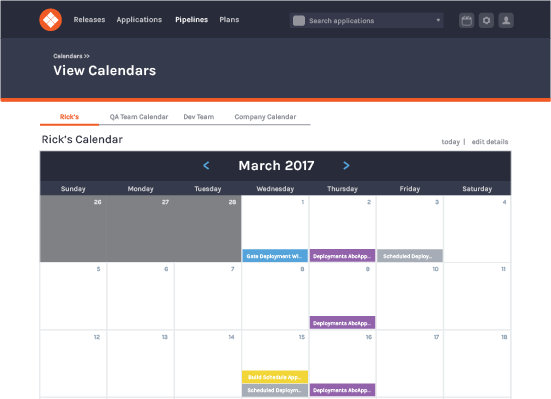 Releases Applications Pipelines Plans Search applications
Calendars >>
View Calendars
Rick's QA Team Calendar Dev Team Company Calendar
Rick's Calendar
today | edit details
< March 2017 >
Sunday Monday Tuesday Wednesday Thursday Friday Saturday
26 27 28 1 2 3 4
Gate Deployment Wi... Deployments AbcApp... Scheduled Deploy...
5 6 7 8 9 10 11
Deployments AbcApp...
12 13 14 15 16 17 18
Build Schedule App...
Scheduled Deploym... Deployments AbcApp...